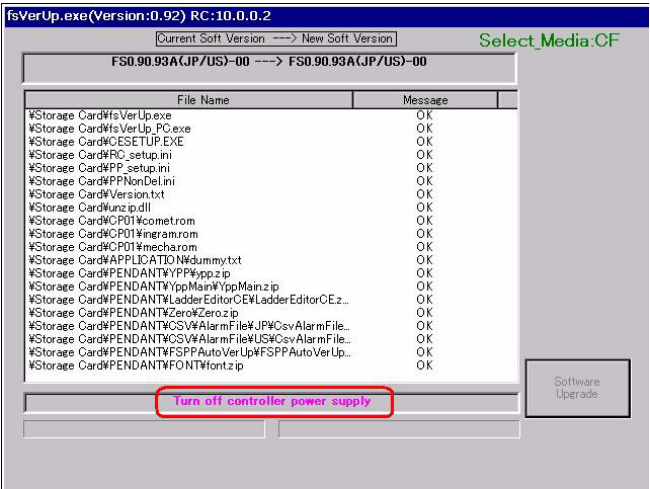 fsVerUp.exe(Version:0.92) RC:10.0.0.2
Current Soft Version ---> New Soft Version
Select_Media:CF
FS0.90.93A(JP/US)-00 ---> FS0.90.93A(JP/US)-00
File Name Message
¥Storage Card¥fsVerUp.exe OK
¥Storage Card¥fsVerUp_PC.exe OK
¥Storage Card¥CESETUP.EXE OK
¥Storage Card¥RC_setup.ini OK
¥Storage Card¥PP_setup.ini OK
¥Storage Card¥PPNonDel.ini OK
¥Storage Card¥Version.txt OK
¥Storage Card¥unzip.dll OK
¥Storage Card¥CP01¥comet.rom OK
¥Storage Card¥CP01¥ingram.rom OK
¥Storage Card¥CP01¥mecha.rom OK
¥Storage Card¥APPLICATION¥dummy.txt OK
¥Storage Card¥PENDANT¥YPP¥ypp.zip OK
¥Storage Card¥PENDANT¥YppMain¥YppMain.zip OK
¥Storage Card¥PENDANT¥LadderEditorCE¥LadderEditorCE.z... OK
¥Storage Card¥PENDANT¥Zero¥Zero.zip OK
¥Storage Card¥PENDANT¥CSV¥AlarmFile¥JP¥CsvAlarmFile... OK
¥Storage Card¥PENDANT¥CSV¥AlarmFile¥US¥CsvAlarmFile... OK
¥Storage Card¥PENDANT¥FSPPAutoVerUp¥FSPPAutoVerUp... OK
¥Storage Card¥PENDANT¥FONT¥font.zip OK
Software
Upgrade
Turn off controller power supply